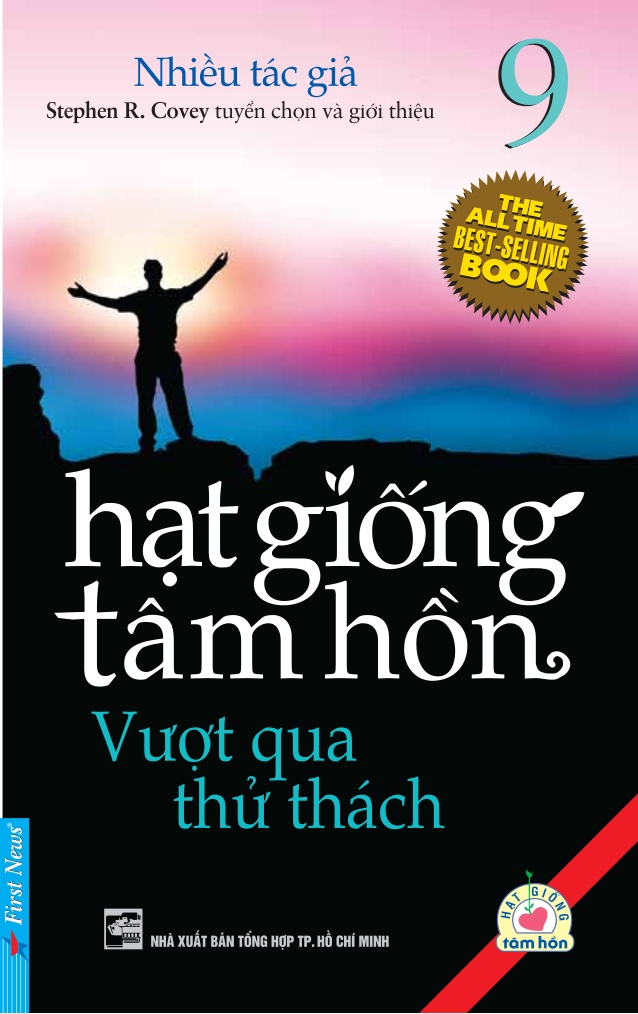 Nhiều tác giả
Stephen R. Covey tuyển chọn và giới thiệu
9
THE
ALL TIME
BEST-SELLING
BOOK
hạt giống
tâm hồn
Vượt qua
thử thách
First News®
NHÀ XUẤT BẢN TỔNG HỢP TP. HỒ CHÍ MINH
HẠT GIỐNG
tâm hồn